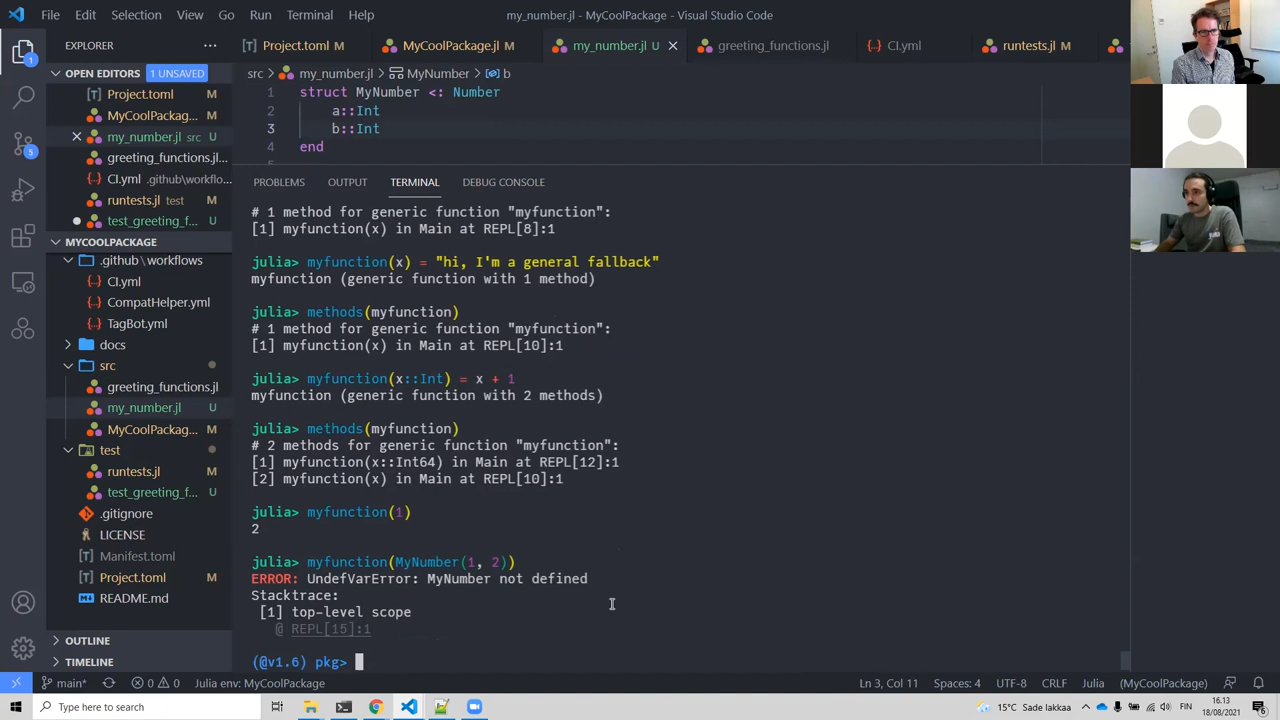 File Edit Selection View Go Run Terminal Help
my_number.jl - MyCoolPackage - Visual Studio Code
EXPLORER
OPEN EDITORS 1 UNSAVED
Project.toml M
MyCoolPackag... M
my_number.jl src U
greeting_functions.jl...
CI.yml .github\workflo...
runtests.jl test M
test_greeting_f... U
MYCOOLPACKAGE
.github\workflows
CI.yml
CompatHelper.yml
TagBot.yml
docs
src
greeting_functions.jl
my_number.jl U
MyCoolPackag... M
test
runtests.jl M
test_greeting_f... U
.gitignore
LICENSE
Manifest.toml
Project.toml M
README.md
OUTLINE
TIMELINE
Project.toml M MyCoolPackage.jl M my_number.jl U greeting_functions.jl CI.yml runtests.jl M
src > my_number.jl > MyNumber > b
1 struct MyNumber <: Number
2 a::Int
3 b::Int
4 end
PROBLEMS OUTPUT TERMINAL DEBUG CONSOLE
# 1 method for generic function "myfunction":
[1] myfunction(x) in Main at REPL[8]:1
julia> myfunction(x) = "hi, I'm a general fallback"
myfunction (generic function with 1 method)
julia> methods(myfunction)
# 1 method for generic function "myfunction":
[1] myfunction(x) in Main at REPL[10]:1
julia> myfunction(x::Int) = x + 1
myfunction (generic function with 2 methods)
julia> methods(myfunction)
# 2 methods for generic function "myfunction":
[1] myfunction(x::Int64) in Main at REPL[12]:1
[2] myfunction(x) in Main at REPL[10]:1
julia> myfunction(1)
2
julia> myfunction(MyNumber(1, 2))
ERROR: UndefVarError: MyNumber not defined
Stacktrace:
[1] top-level scope
@ REPL[15]:1
(@v1.6) pkg>
main* 0 0 Julia env: MyCoolPackage
Ln 3, Col 11 Spaces: 4 UTF-8 CRLF Julia (MyCoolPackage)
Type here to search
15°C Sade lakkaa
FIN
16.13
18/08/2021
6
1
5